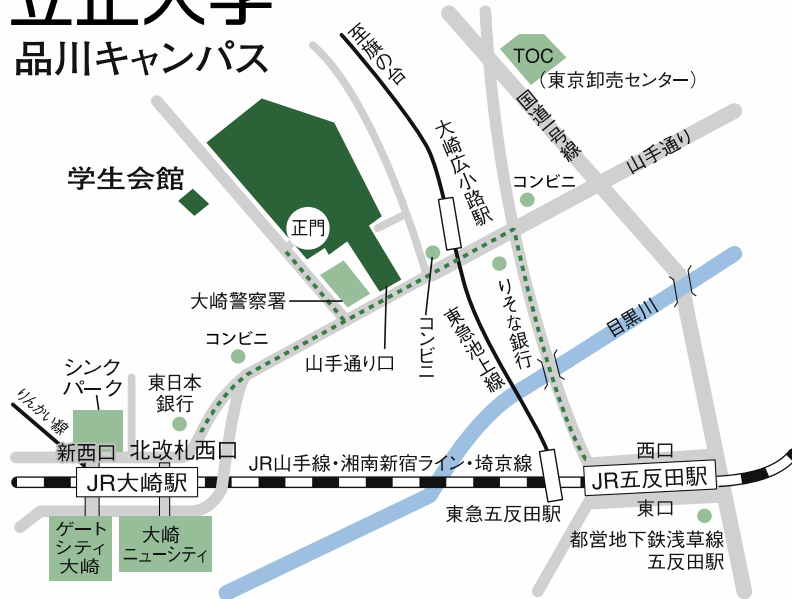 立正大学
品川キャンパス
至旗の台
TOC
(東京卸売センター)
国道一号線
山手通り
大崎広小路駅
コンビニ
学生会館
正門
大崎警察署
りそな銀行
目黒川
コンビニ
山手通り口
コンビニ
東急池上線
シンク
パーク
東日本
銀行
りんかい線
新西口
北改札西口
JR山手線・湘南新宿ライン・埼京線
西口
JR大崎駅
JR五反田駅
東急五反田駅
東口
ゲート
シティ
大崎
大崎
ニューシティ
都営地下鉄浅草線
五反田駅